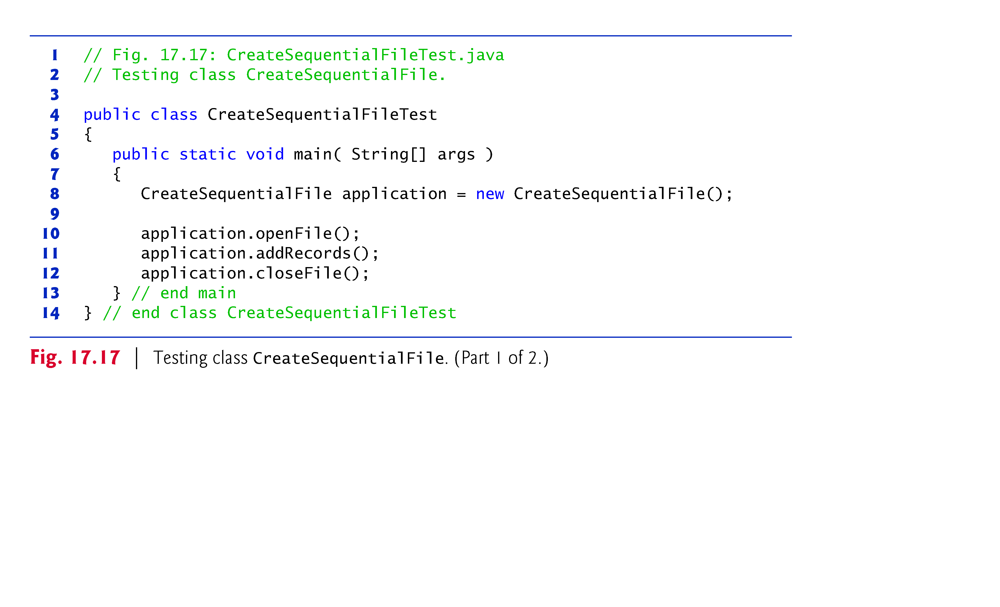 1 // Fig. 17.17: CreateSequentialFileTest.java
2 // Testing class CreateSequentialFile.
3
4 public class CreateSequentialFileTest
5 {
6 public static void main( String[] args )
7 {
8 CreateSequentialFile application = new CreateSequentialFile();
9
10 application.openFile();
11 application.addRecords();
12 application.closeFile();
13 } // end main
14 } // end class CreateSequentialFileTest
Fig. 17.17 | Testing class CreateSequentialFile. (Part 1 of 2.)